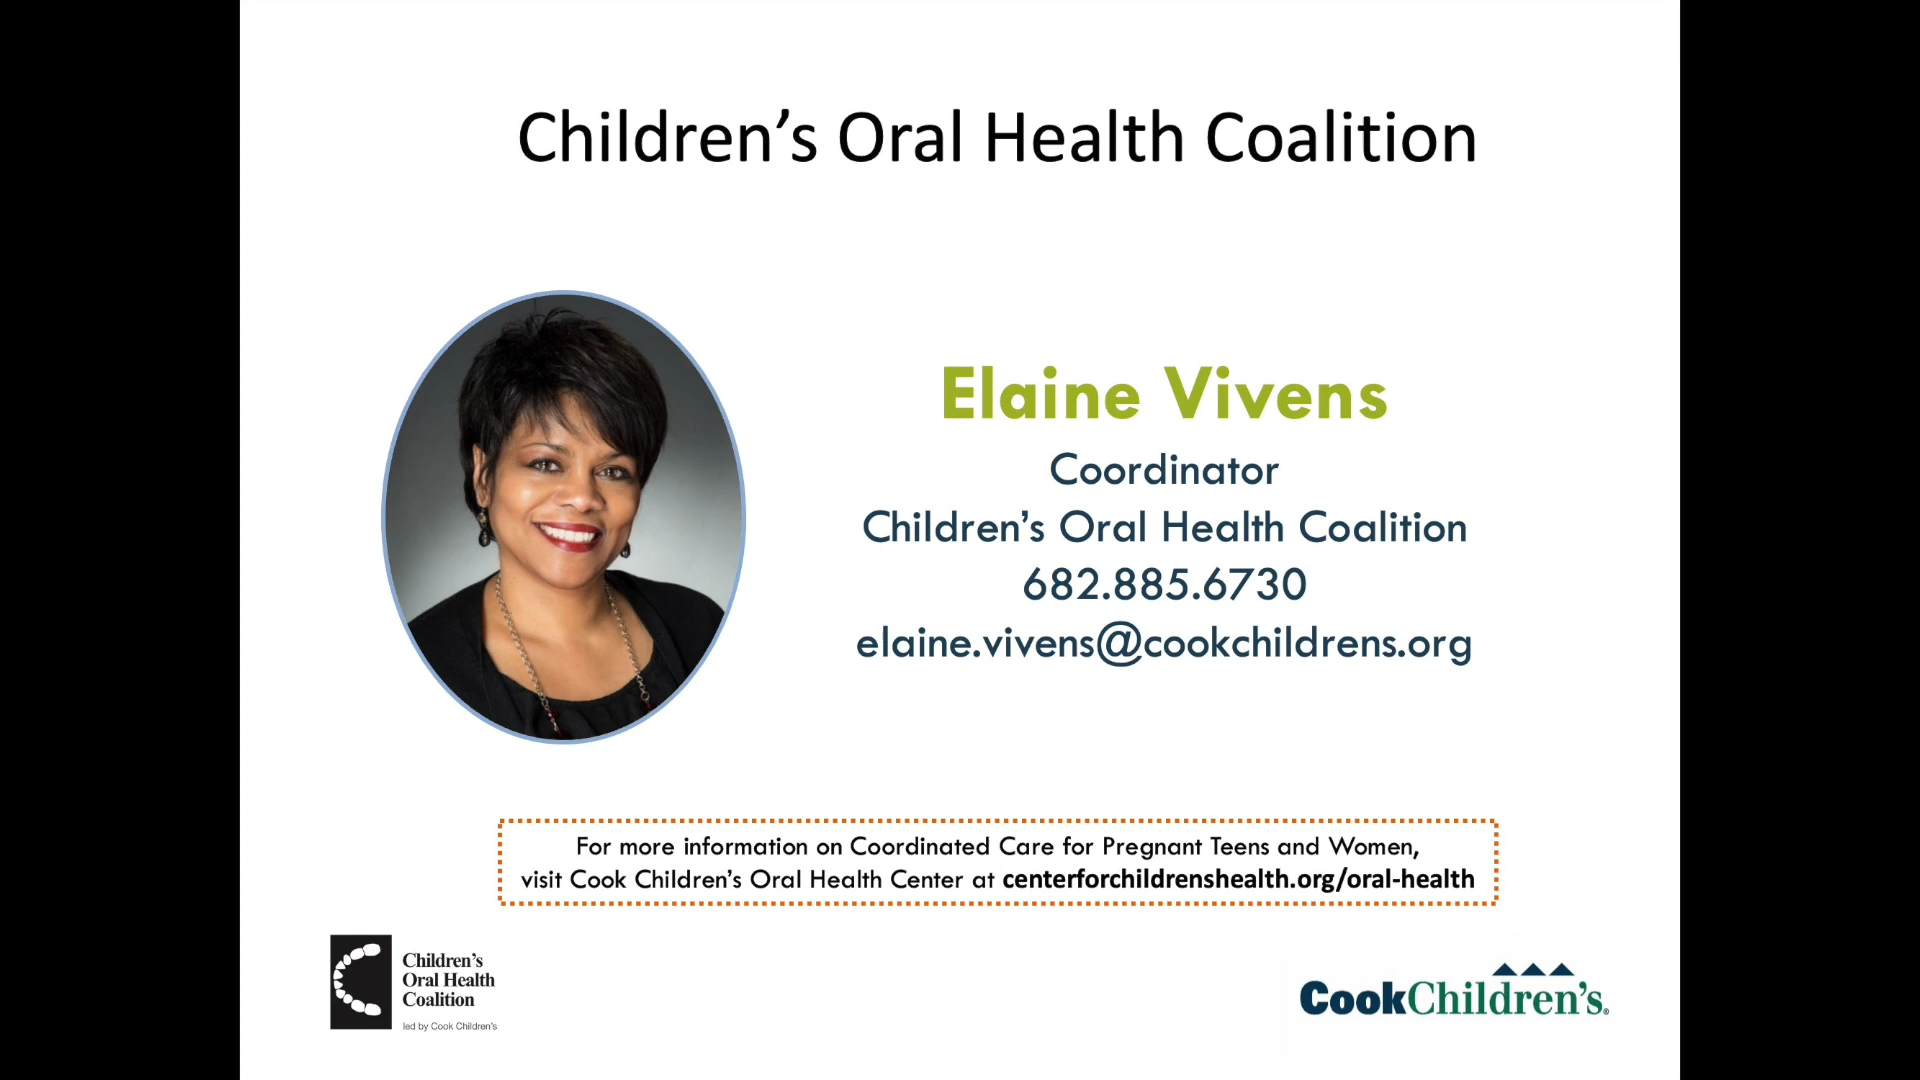 Children’s Oral Health Coalition
Elaine Vivens
Coordinator
Children’s Oral Health Coalition
682.885.6730
elaine.vivens@cookchildrens.org
For more information on Coordinated Care for Pregnant Teens and Women,
visit Cook Children’s Oral Health Center at centerforchildrenshealth.org/oral-health
Children’s
Oral Health
Coalition
led by Cook Children’s
CookChildren’s®